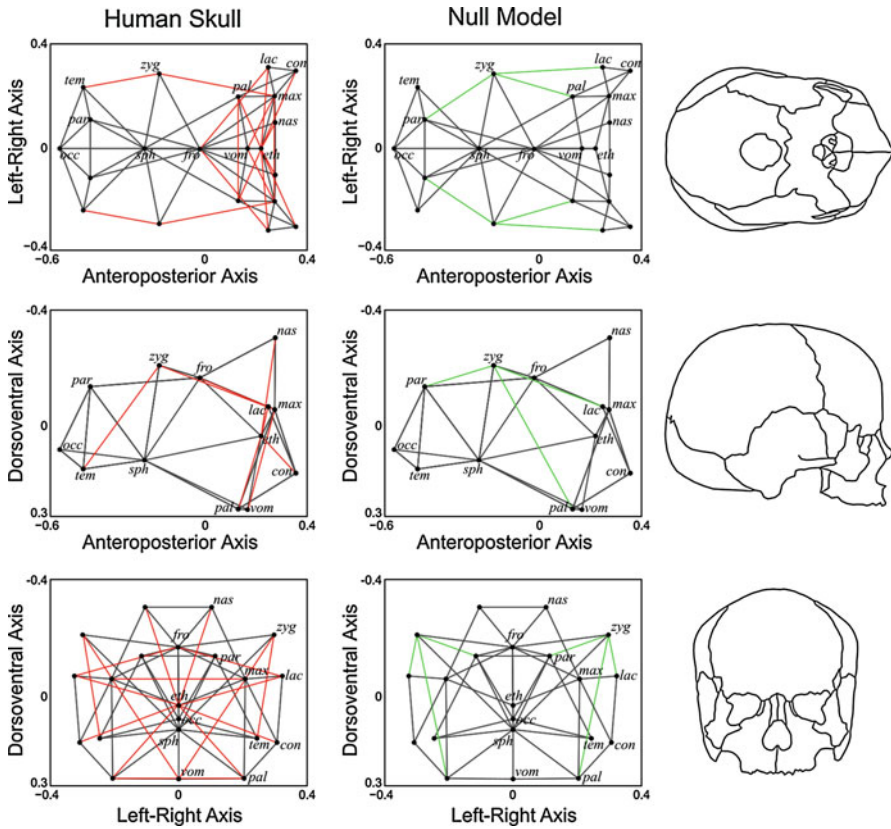 Human Skull
Null Model
0.4
lac
con
zyg
tem
pal
max
par
nas
occ
sph
fro
vom
eth
0
-0.4
-0.6
0
0.4
Left-Right Axis
Anteroposterior Axis
0.4
lac
con
zyg
tem
pal
max
par
nas
occ
sph
fro
vom
eth
0
-0.4
-0.6
0
0.4
Left-Right Axis
Anteroposterior Axis
-0.4
nas
zyg
fro
par
lac
max
0
occ
eth
tem
sph
con
pal
vom
0.3
-0.6
0
0.4
Dorsoventral Axis
Anteroposterior Axis
-0.4
nas
zyg
fro
par
lac
max
0
occ
eth
tem
sph
con
pal
vom
0.3
-0.6
0
0.4
Dorsoventral Axis
Anteroposterior Axis
-0.4
nas
zyg
fro
par
max
lac
0
eth
occ
sph
tem
con
vom
pal
0.3
-0.4
0
0.4
Dorsoventral Axis
Left-Right Axis
-0.4
nas
zyg
fro
par
max
lac
0
eth
occ
sph
tem
con
vom
pal
0.3
-0.4
0
0.4
Dorsoventral Axis
Left-Right Axis